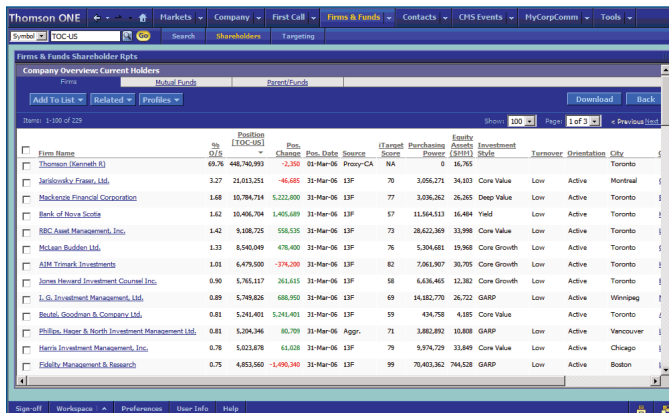 Thomson ONE Markets Company First Call Firms & Funds Contacts CMS Events MyCorpComm Tools
Symbol TOC-US Go Search Shareholders Targeting
Firms & Funds Shareholder Rpts
Company Overview: Current Holders
Firms Mutual Funds Parent/Funds
Add To List Related Profiles Download Back
Items: 1-100 of 229 Show: 100 Page: 1 of 3 < Previous Next
Firm Name % O/S Position [TOC-US] Pos. Change Pos. Date Source iTarget Score Purchasing Power Equity Assets ($MM) Investment Style Turnover Orientation City
Thomson (Kenneth R) 69.76 448,740,993 -2,350 01-Mar-06 Proxy-CA NA 0 16,765 Toronto
Jarislowsky Fraser, Ltd. 3.27 21,013,251 -46,685 31-Mar-06 13F 70 3,056,271 34,103 Core Value Low Active Montreal
Mackenzie Financial Corporation 1.68 10,784,714 5,222,800 31-Mar-06 13F 77 3,036,262 26,265 Deep Value Low Active Toronto
Bank of Nova Scotia 1.62 10,406,704 1,405,689 31-Mar-06 13F 57 11,564,513 16,484 Yield Low Active Toronto
RBC Asset Management, Inc. 1.42 9,108,725 558,535 31-Mar-06 13F 73 28,622,369 33,998 Core Value Low Active Toronto
McLean Budden Ltd. 1.33 8,540,049 478,400 31-Mar-06 13F 76 5,304,681 19,968 Core Growth Low Active Toronto
AIM Trimark Investments 1.01 6,479,500 -374,200 31-Mar-06 13F 82 7,061,907 30,705 Core Growth Low Active Toronto
Jones Heward Investment Counsel Inc. 0.90 5,765,117 261,615 31-Mar-06 13F 58 6,636,465 12,382 Core Growth Low Active Toronto
I. G. Investment Management, Ltd. 0.89 5,749,826 688,950 31-Mar-06 13F 69 14,182,770 26,722 GARP Low Active Winnipeg
Beutel, Goodman & Company Ltd. 0.81 5,241,401 5,241,401 31-Mar-06 13F 59 434,758 4,185 Core Value Low Active Toronto
Phillips, Hager & North Investment Management Ltd. 0.81 5,204,346 80,709 31-Mar-06 Aggr. 71 3,882,892 10,808 GARP Low Active Vancouver
Harris Investment Management, Inc. 0.78 5,023,878 61,028 31-Mar-06 13F 79 9,974,729 33,849 Core Value Low Active Chicago
Fidelity Management & Research 0.75 4,853,560 -1,490,340 31-Mar-06 13F 99 70,403,362 744,528 GARP Low Active Boston
Sign-off Workspace Preferences User Info Help